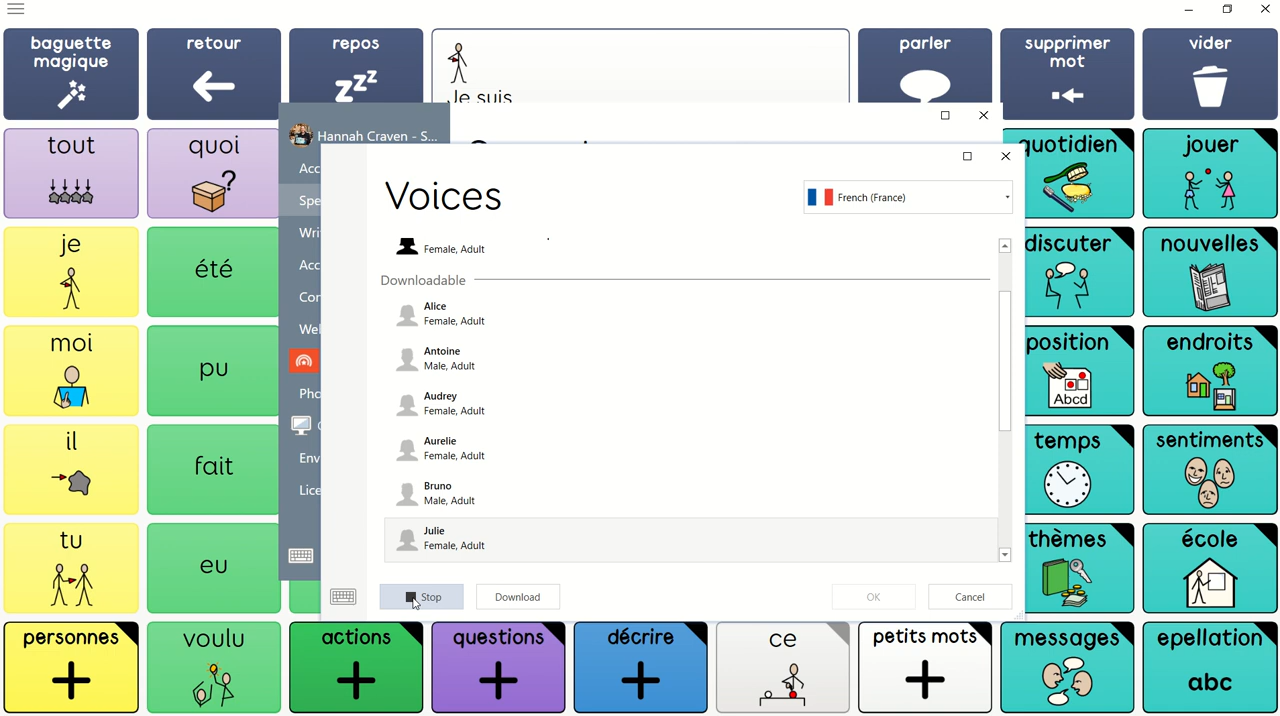 baguette
magique
retour
repos
Je suis
parler
supprimer
mot
vider
tout
quoi
Hannah Craven - S...
quotidien
jouer
Voices
French (France)
Female, Adult
Downloadable
Alice
Female, Adult
Antoine
Male, Adult
Audrey
Female, Adult
Aurelie
Female, Adult
Bruno
Male, Adult
Julie
Female, Adult
Stop
Download
OK
Cancel
je
été
discuter
nouvelles
moi
pu
position
Abcd
endroits
il
fait
temps
sentiments
tu
eu
thèmes
école
personnes
voulu
actions
questions
décrire
ce
petits mots
messages
epellation
abc